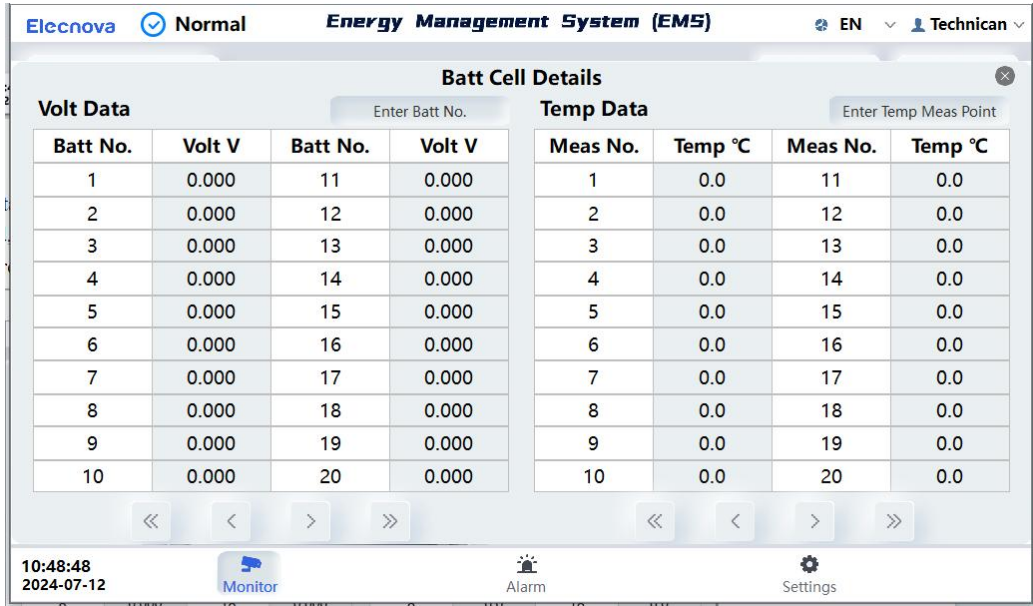 Elecnova Normal Energy Management System (EMS) EN Technican
Batt Cell Details
Volt Data Enter Batt No. Temp Data Enter Temp Meas Point
Batt No. Volt V Batt No. Volt V Meas No. Temp ℃ Meas No. Temp ℃
1 0.000 11 0.000 1 0.0 11 0.0
2 0.000 12 0.000 2 0.0 12 0.0
3 0.000 13 0.000 3 0.0 13 0.0
4 0.000 14 0.000 4 0.0 14 0.0
5 0.000 15 0.000 5 0.0 15 0.0
6 0.000 16 0.000 6 0.0 16 0.0
7 0.000 17 0.000 7 0.0 17 0.0
8 0.000 18 0.000 8 0.0 18 0.0
9 0.000 19 0.000 9 0.0 19 0.0
10 0.000 20 0.000 10 0.0 20 0.0
10:48:48
2024-07-12 Monitor Alarm Settings